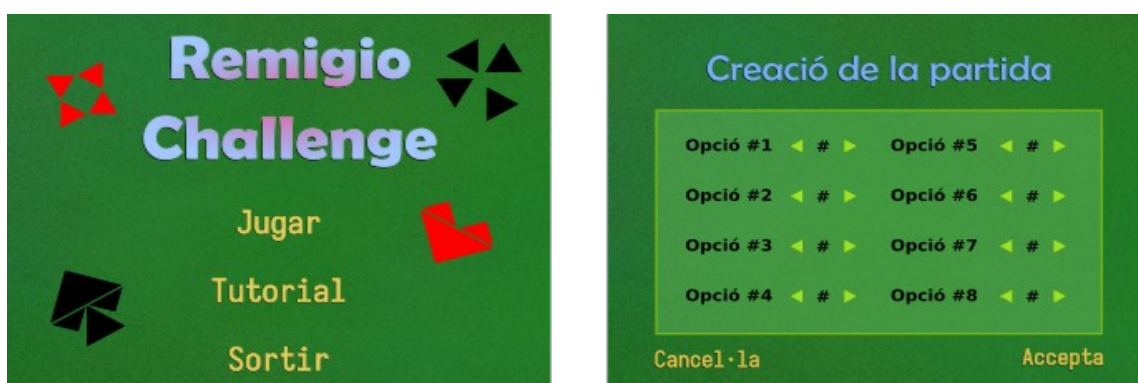 Remigio
Challenge
Jugar
Tutorial
Sortir
Creació de la partida
Opció #1 ◀ # ▶ Opció #5 ◀ # ▶
Opció #2 ◀ # ▶ Opció #6 ◀ # ▶
Opció #3 ◀ # ▶ Opció #7 ◀ # ▶
Opció #4 ◀ # ▶ Opció #8 ◀ # ▶
Cancel·la Accepta